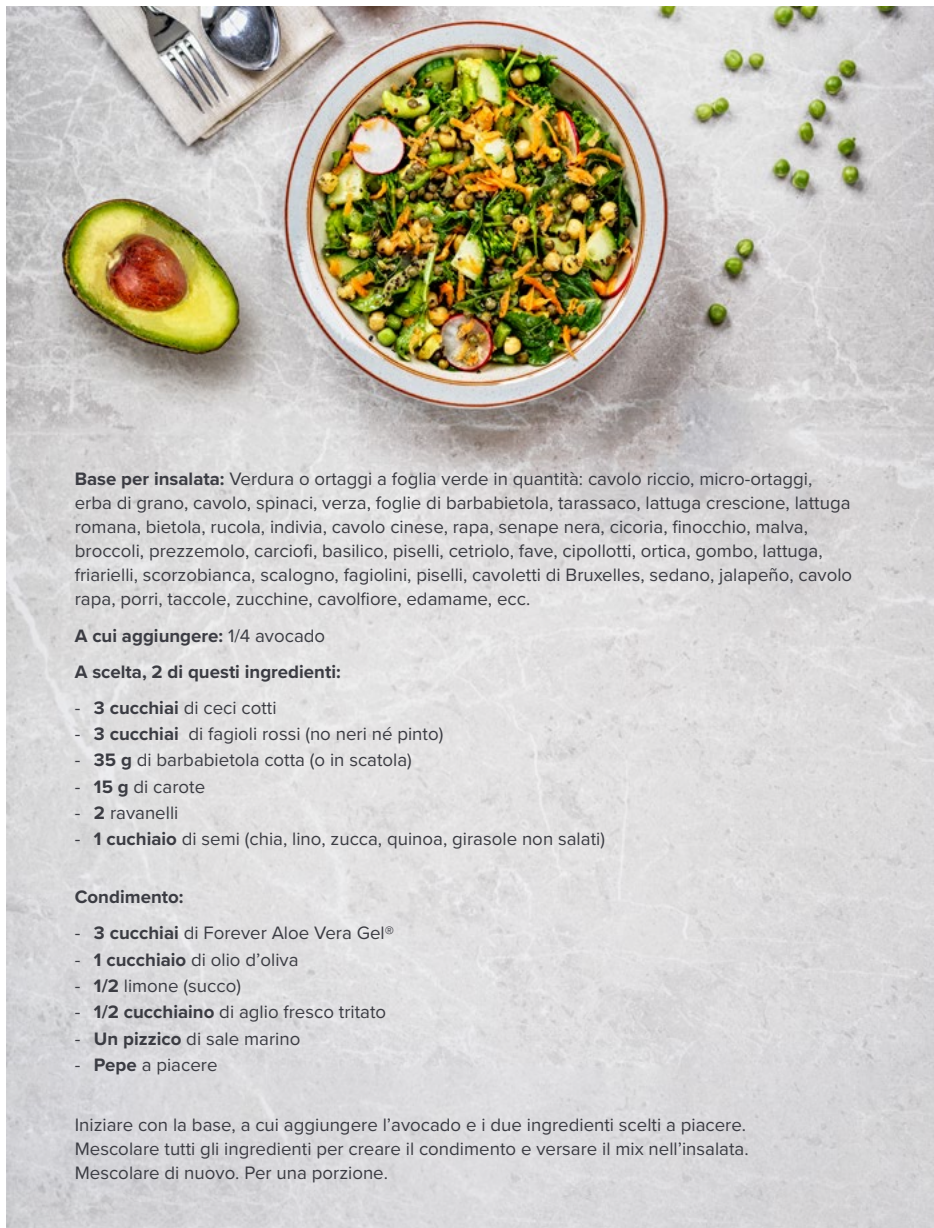 Base per insalata: Verdura o ortaggi a foglia verde in quantità: cavolo riccio, micro-ortaggi,
erba di grano, cavolo, spinaci, verza, foglie di barbabietola, tarassaco, lattuga crescione, lattuga
romana, bietola, rucola, indivia, cavolo cinese, rapa, senape nera, cicoria, finocchio, malva,
broccoli, prezzemolo, carciofi, basilico, piselli, cetriolo, fave, cipollotti, ortica, gombo, lattuga,
friarielli, scorzobianca, scalogno, fagiolini, piselli, cavoletti di Bruxelles, sedano, jalapeño, cavolo
rapa, porri, taccole, zucchine, cavolfiore, edamame, ecc.
A cui aggiungere: 1/4 avocado
A scelta, 2 di questi ingredienti:
- 3 cucchiai di ceci cotti
- 3 cucchiai di fagioli rossi (no neri né pinto)
- 35 g di barbabietola cotta (o in scatola)
- 15 g di carote
- 2 ravanelli
- 1 cuchiaio di semi (chia, lino, zucca, quinoa, girasole non salati)
Condimento:
- 3 cucchiai di Forever Aloe Vera Gel®
- 1 cucchiaio di olio d’oliva
- 1/2 limone (succo)
- 1/2 cucchiaino di aglio fresco tritato
- Un pizzico di sale marino
- Pepe a piacere
Iniziare con la base, a cui aggiungere l’avocado e i due ingredienti scelti a piacere.
Mescolare tutti gli ingredienti per creare il condimento e versare il mix nell’insalata.
Mescolare di nuovo. Per una porzione.